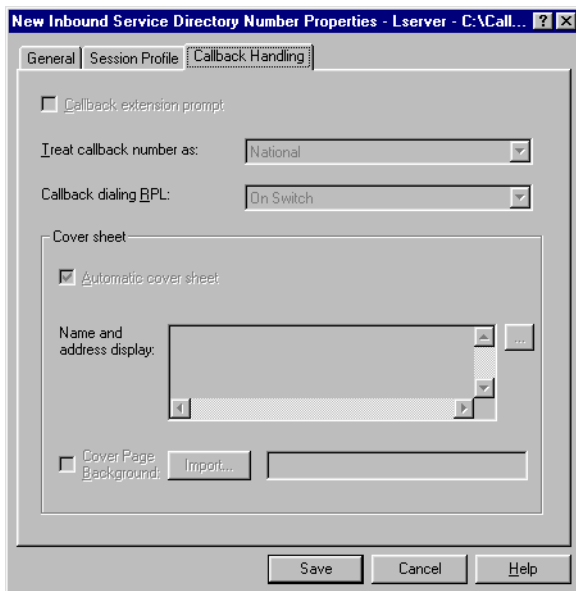 New Inbound Service Directory Number Properties - Lserver - C:\Call...
General
Session Profile
Callback Handling
Callback extension prompt
Treat callback number as:
National
Callback dialing RPL:
On Switch
Cover sheet
Automatic cover sheet
Name and
address display:
...
Cover Page
Background:
Import...
Save
Cancel
Help